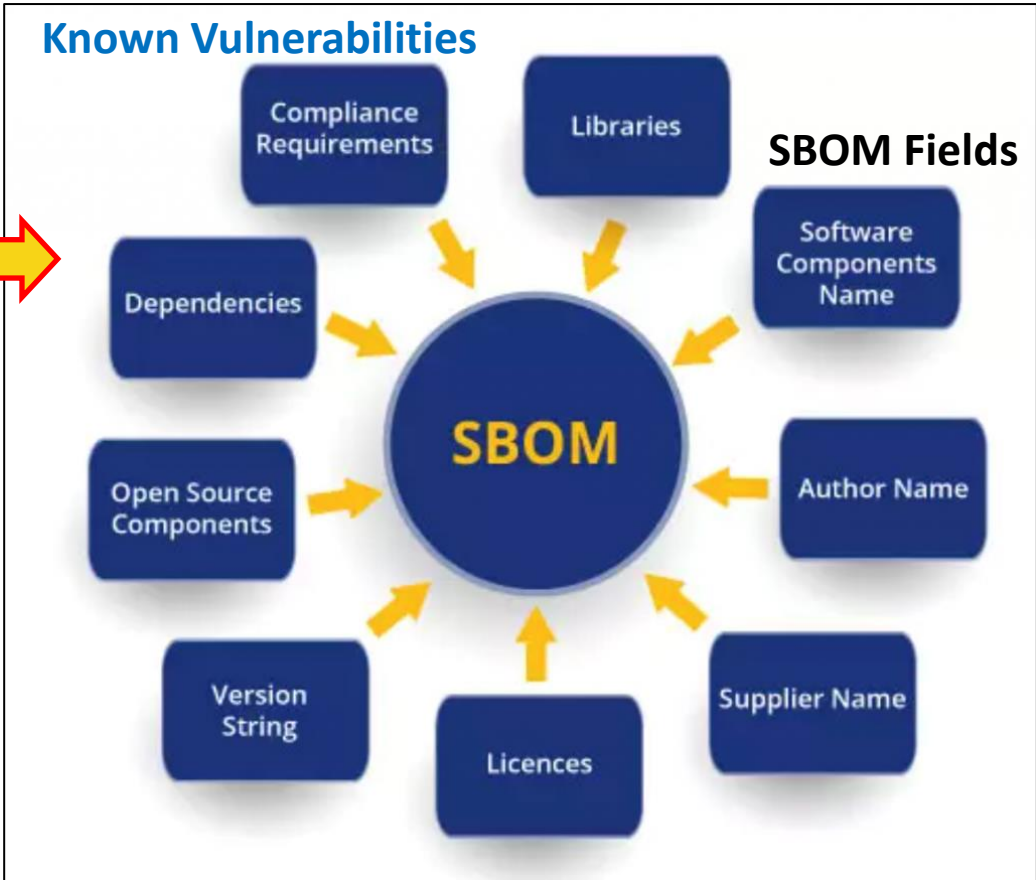 Known Vulnerabilities
Compliance
Requirements
Libraries
SBOM Fields
Software
Components
Name
Dependencies
SBOM
Open Source
Components
Author Name
Version
String
Licences
Supplier Name